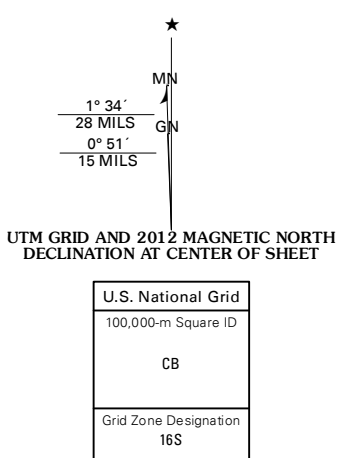 ★
MN
1° 34´
28 MILS
GN
0° 51´
15 MILS
UTM GRID AND 2012 MAGNETIC NORTH
DECLINATION AT CENTER OF SHEET
U.S. National Grid
100,000-m Square ID
CB
Grid Zone Designation
16S